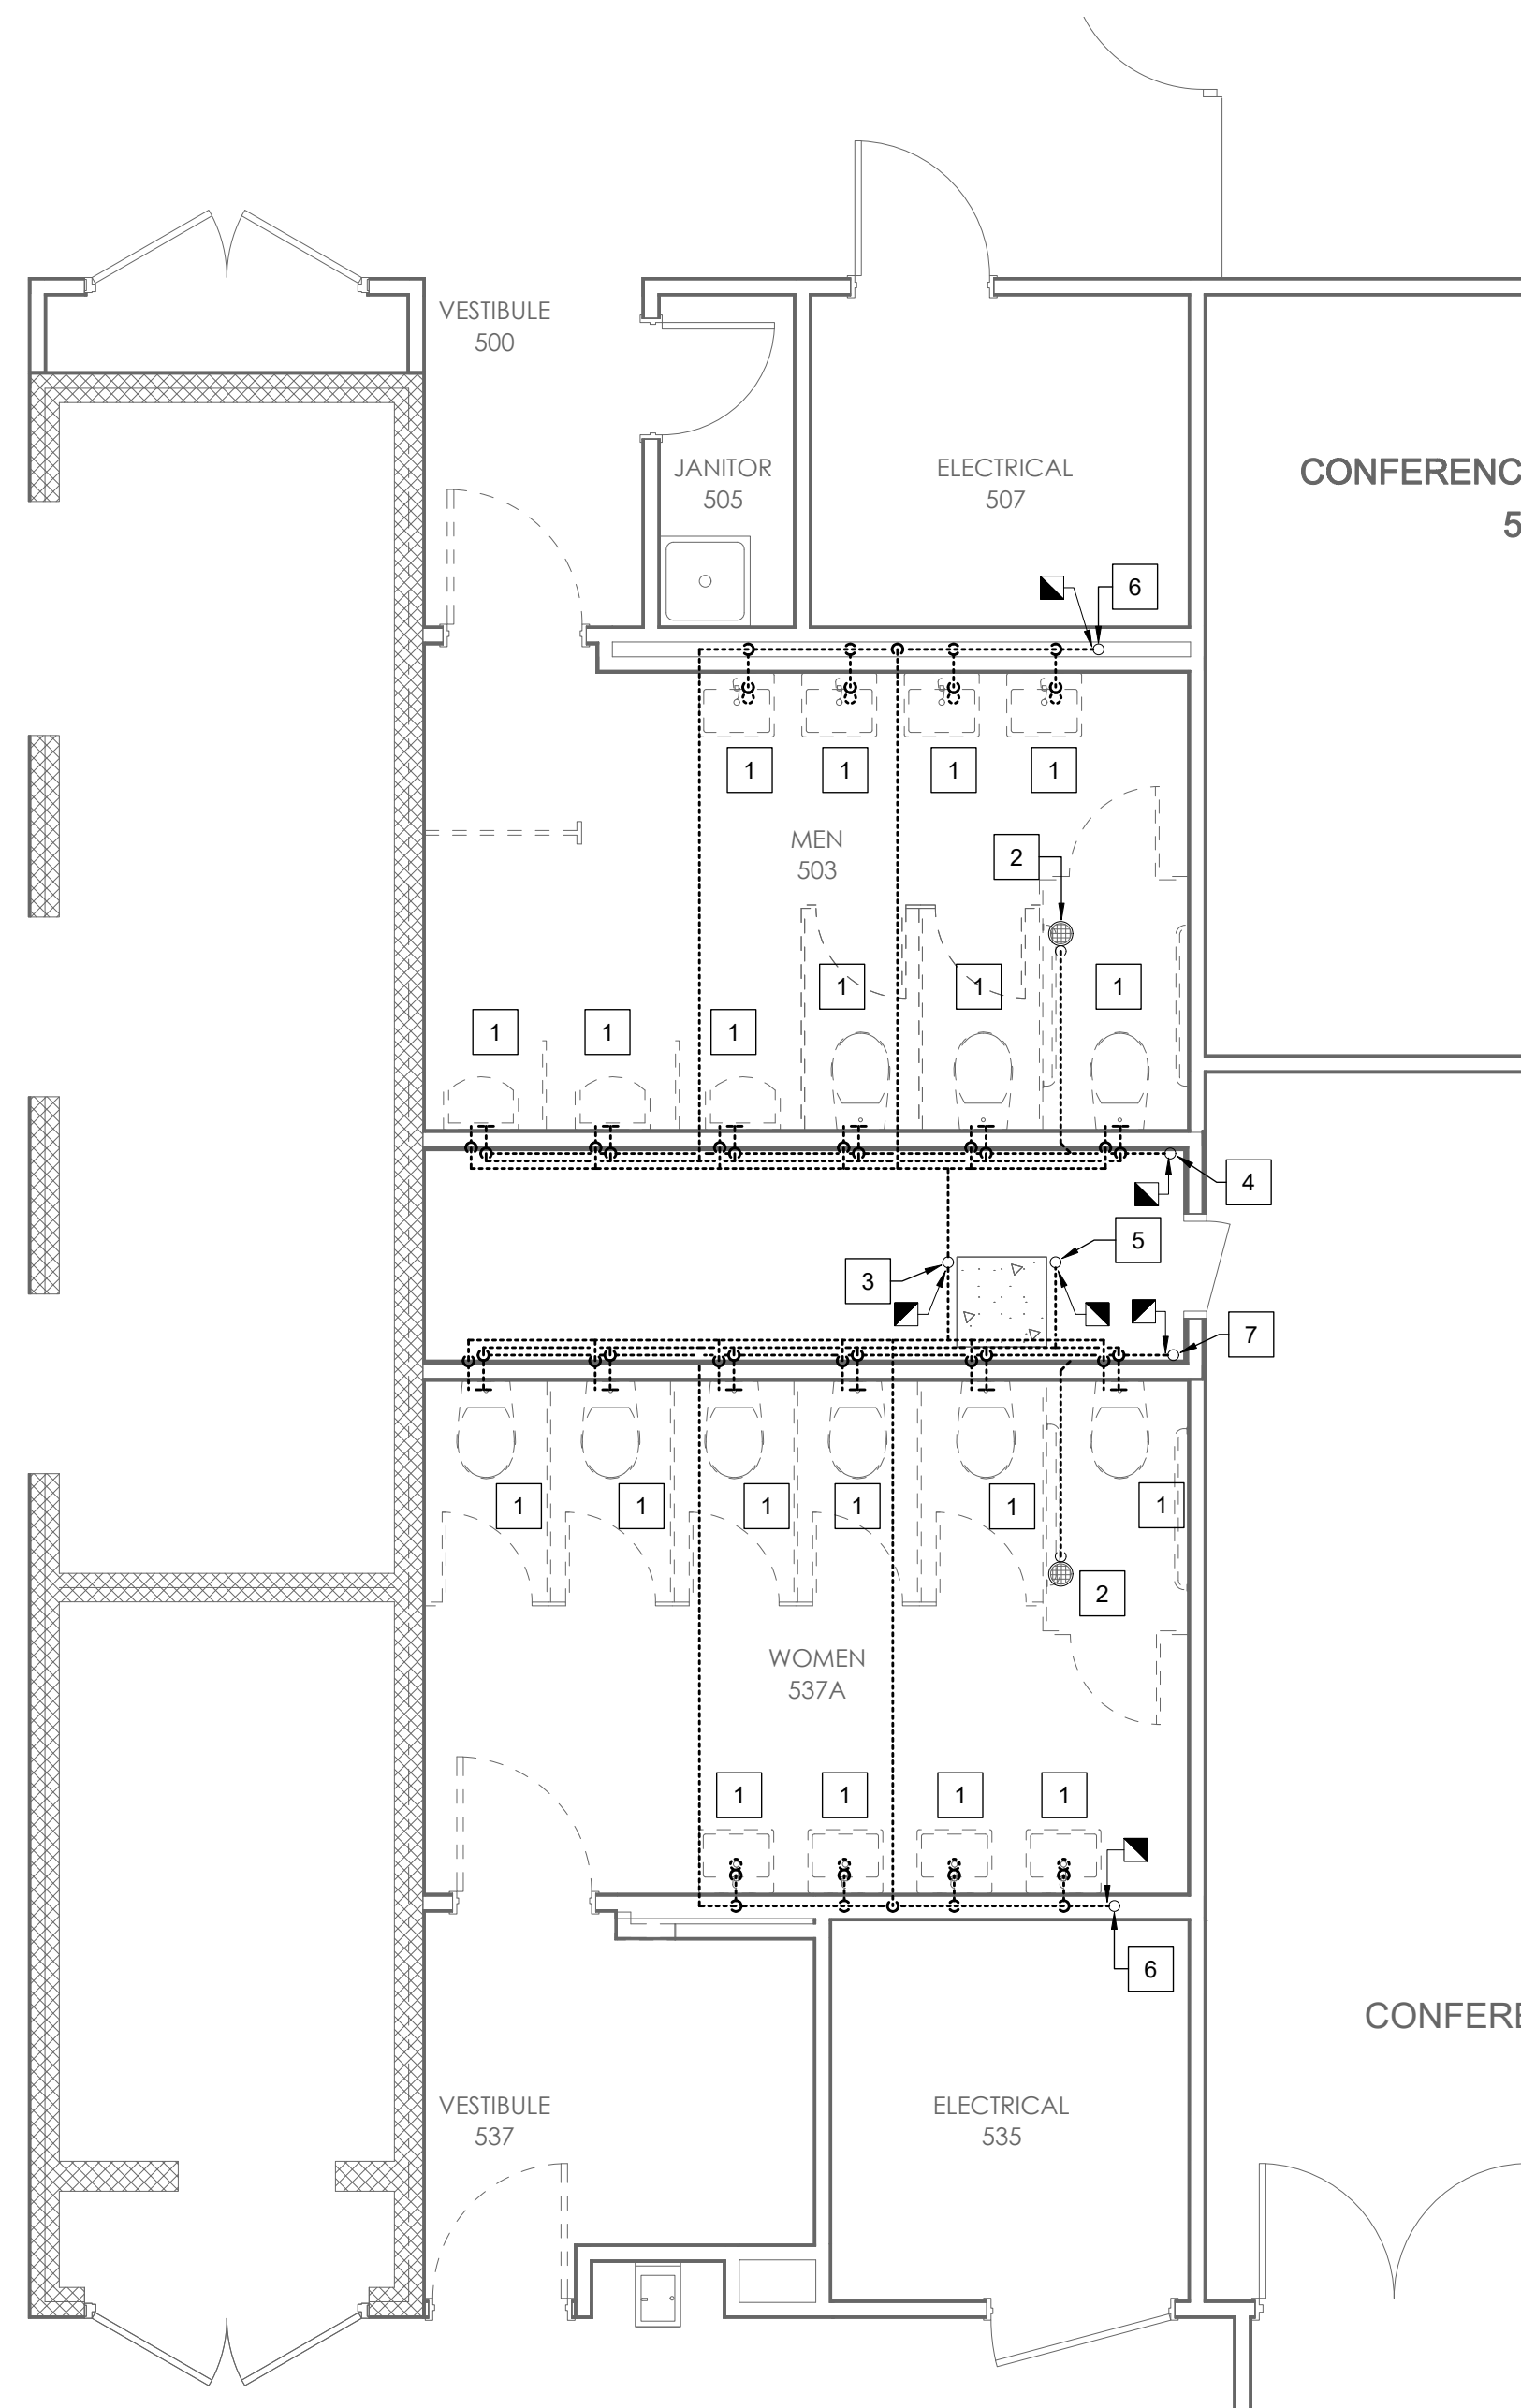 VESTIBULE
500
JANITOR
505
ELECTRICAL
507
CONFERENC
5
6
1 1 1 1
MEN
503
2
1 1 1
1 1 1
4
5
3
7
1 1 1 1 1 1
2
WOMEN
537A
1 1 1 1
6
CONFERE
VESTIBULE
537
ELECTRICAL
535